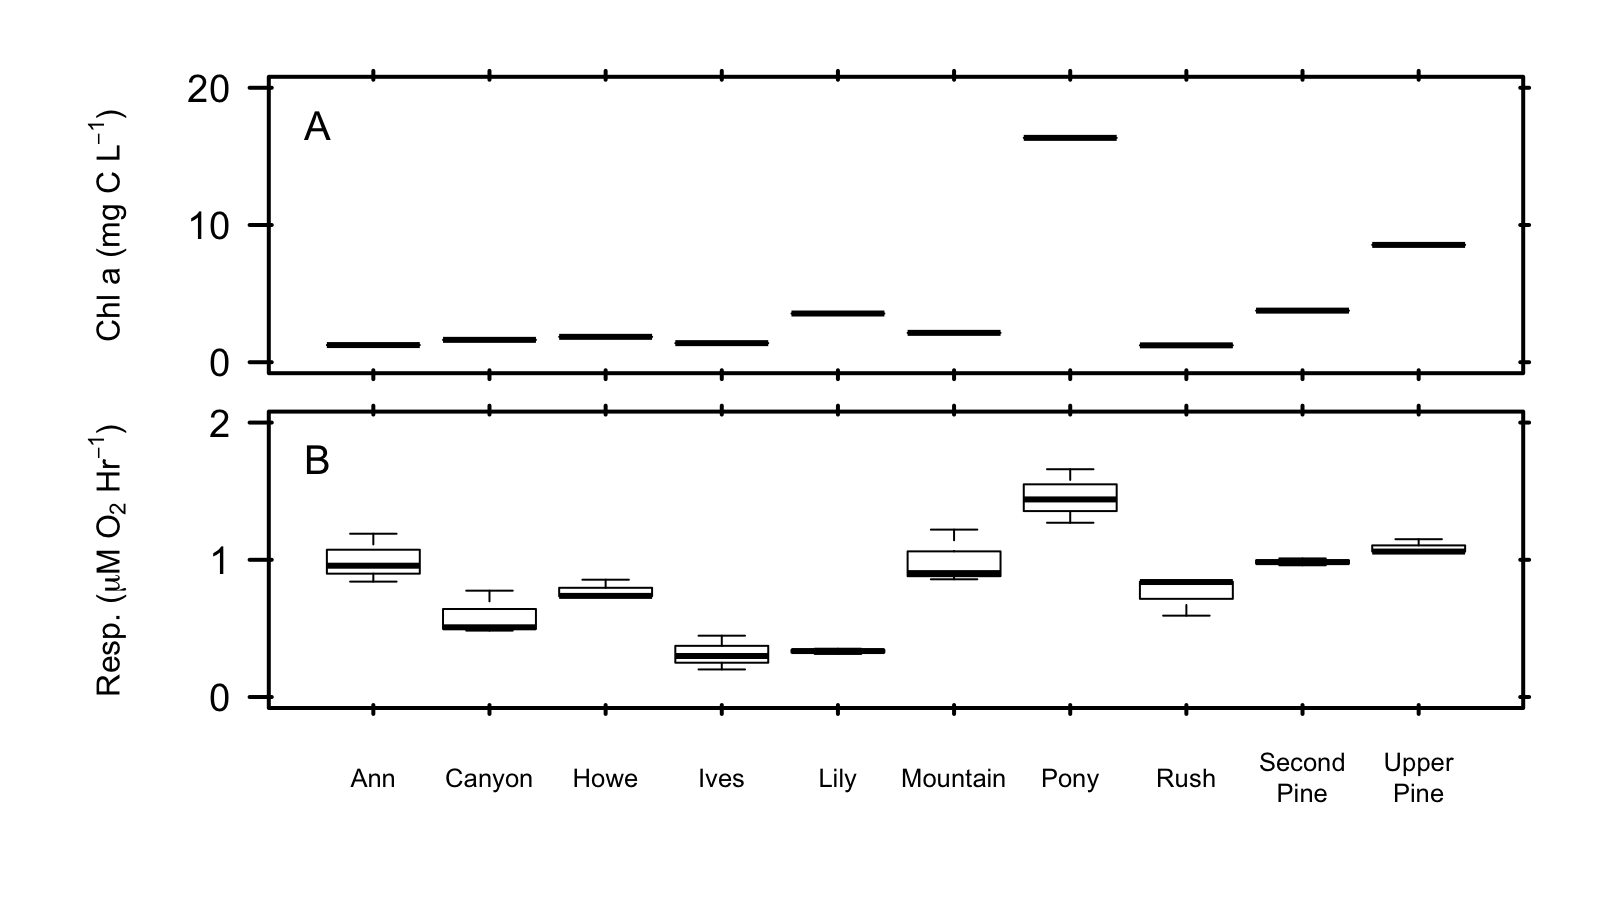 20
A
10
0
Chl a (mg C L⁻¹)
2
B
1
0
Resp. (μM O₂ Hr⁻¹)
Ann Canyon Howe Ives Lily Mountain Pony Rush Second Pine Upper Pine